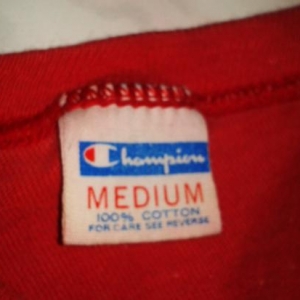 Champion
MEDIUM
100% COTTON
FOR CARE SEE REVERSE